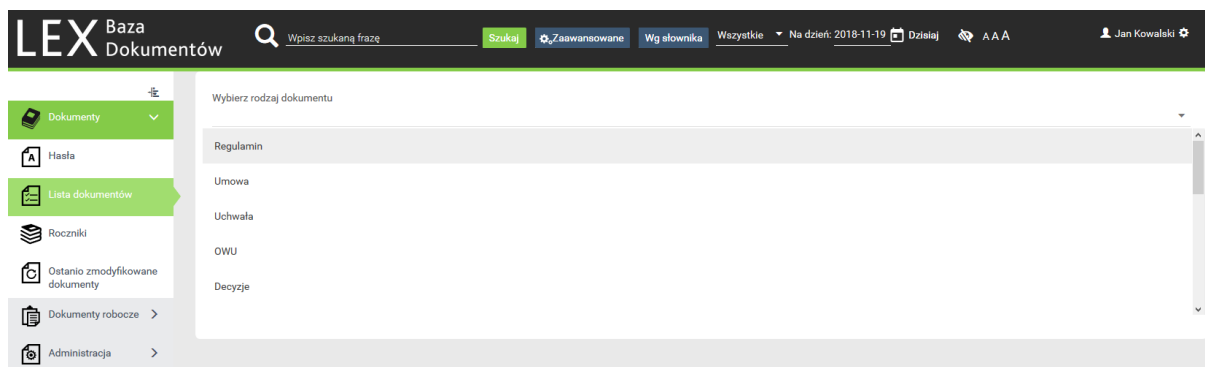 LEX Baza Dokumentów
Wpisz szukaną frazę
Szukaj
Zaawansowane
Wg słownika
Wszystkie
Na dzień: 2018-11-19
Dzisiaj
A A A
Jan Kowalski
Dokumenty
Hasła
Lista dokumentów
Roczniki
Ostanio zmodyfikowane
dokumenty
Dokumenty robocze
Administracja
Wybierz rodzaj dokumentu
Regulamin
Umowa
Uchwała
OWU
Decyzje